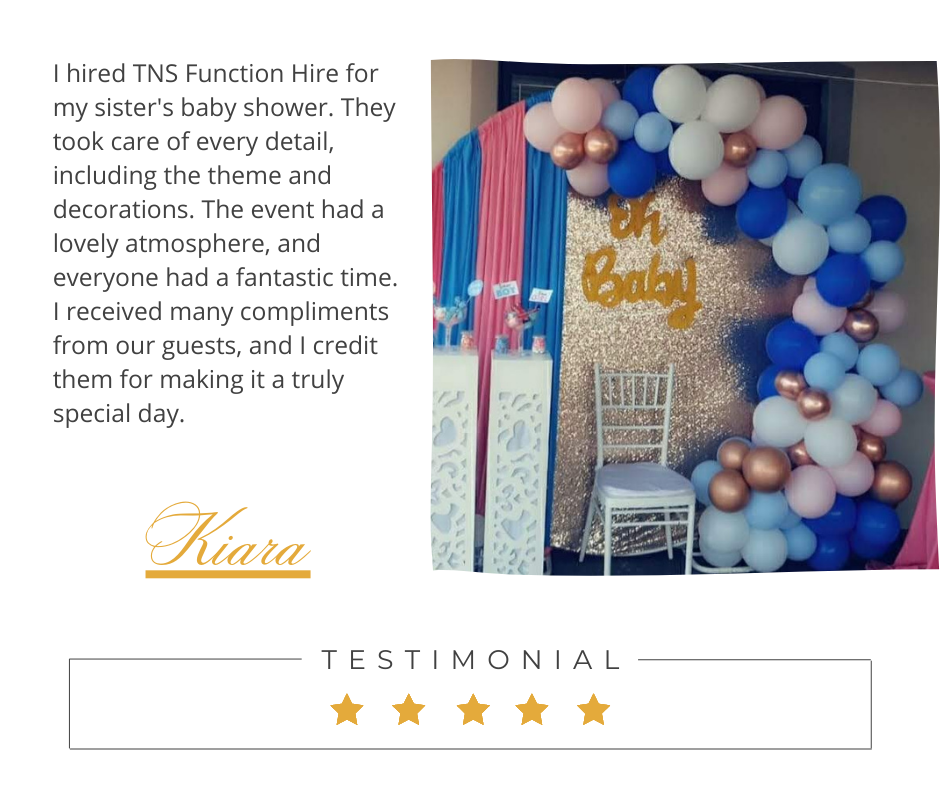 I hired TNS Function Hire for
my sister's baby shower. They
took care of every detail,
including the theme and
decorations. The event had a
lovely atmosphere, and
everyone had a fantastic time.
I received many compliments
from our guests, and I credit
them for making it a truly
special day.
Oh
Baby
BOY
Kiara
TESTIMONIAL